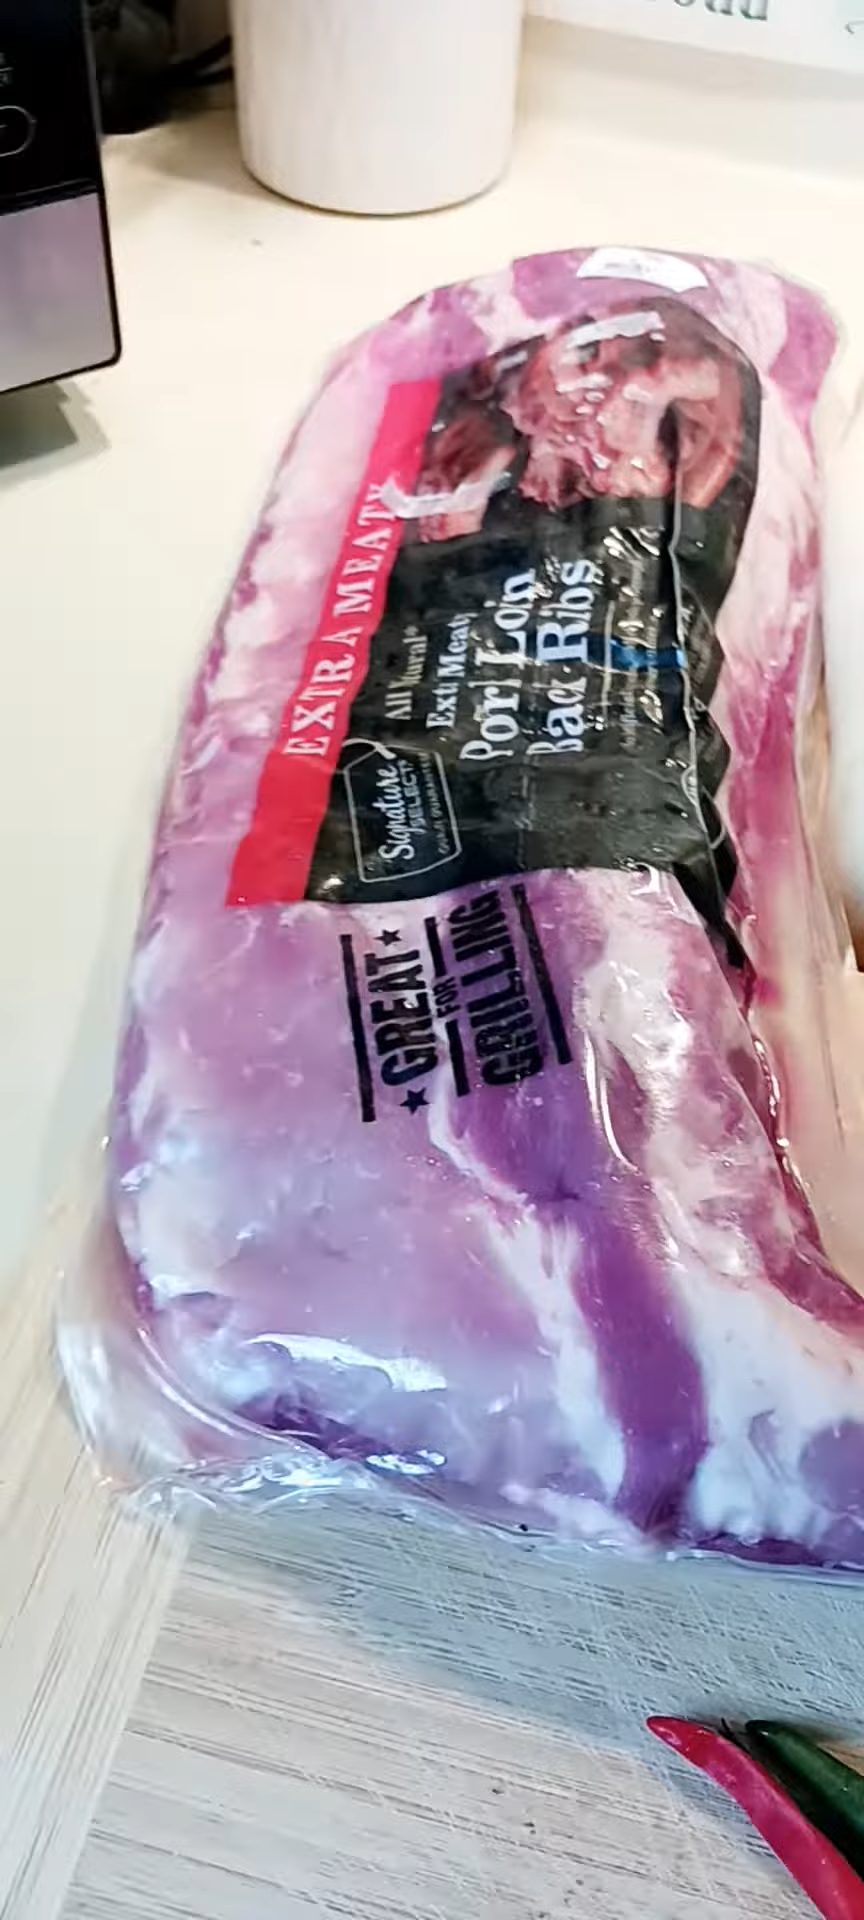 EXTRA MEATY
All Natural*
Extra Meaty
Pork Loin
Back Ribs
Signature
SELECT
★ GREAT ★
FOR
GRILLING